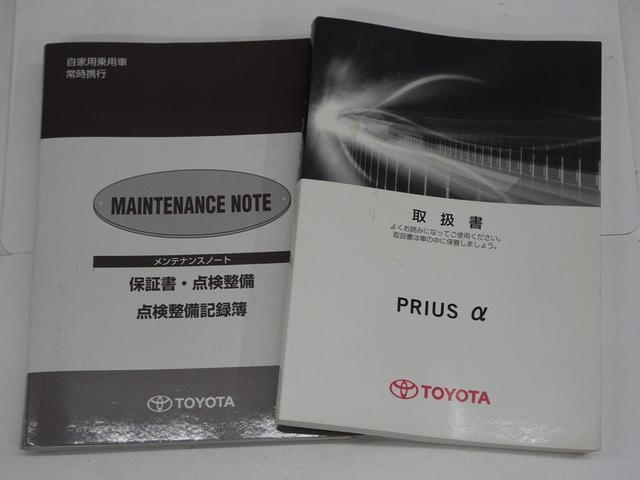 自家用乗用車
常時携行
MAINTENANCE NOTE
メンテナンスノート
保証書・点検整備
点検整備記録簿
TOYOTA
取扱書
よくお読みになってご使用ください。
取扱書は車の中に保管しましょう。
PRIUS α
TOYOTA